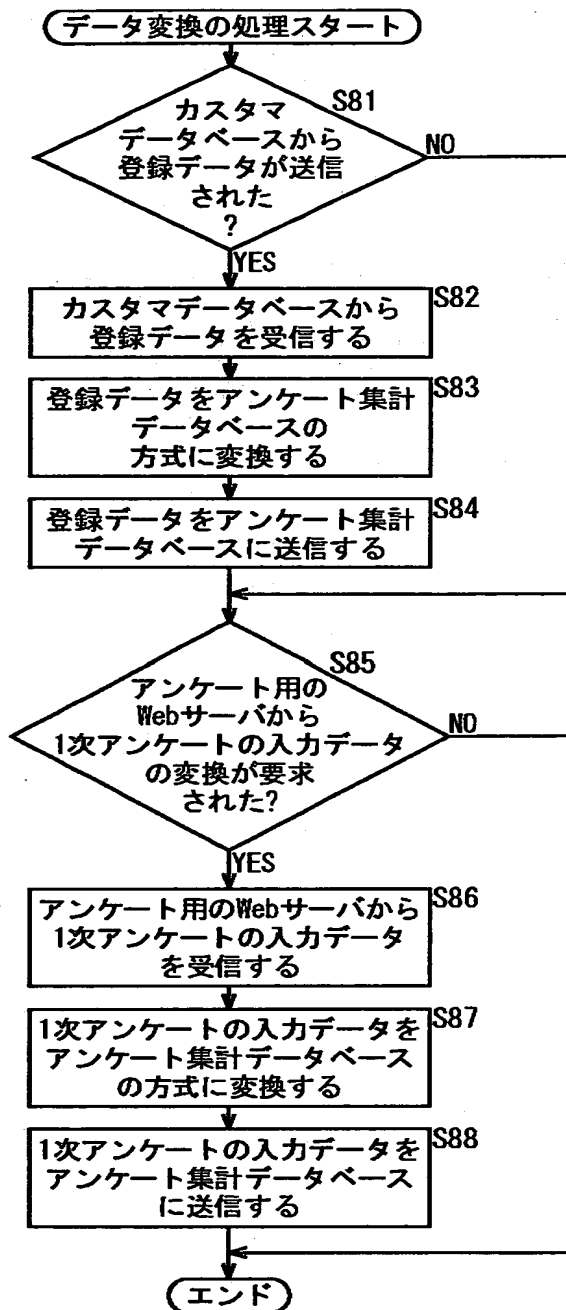 データ変換の処理スタート
S81
カスタマ
データベースから
登録データが送信
された
?
NO
YES
S82
カスタマデータベースから
登録データを受信する
S83
登録データをアンケート集計
データベースの
方式に変換する
S84
登録データをアンケート集計
データベースに送信する
S85
アンケート用の
Webサーバから
1次アンケートの入力データ
の変換が要求
された?
NO
YES
S86
アンケート用のWebサーバから
1次アンケートの入力データ
を受信する
S87
1次アンケートの入力データを
アンケート集計データベース
の方式に変換する
S88
1次アンケートの入力データを
アンケート集計データベース
に送信する
エンド